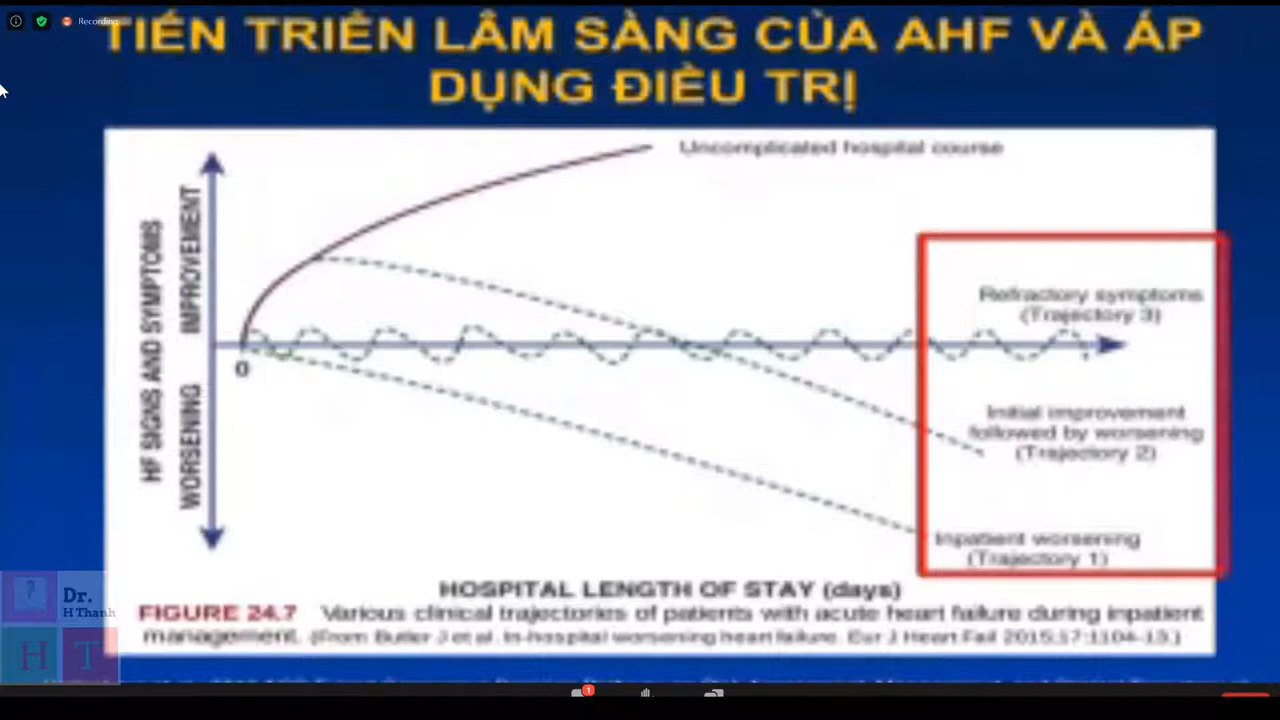 Recording
TIẾN TRIỂN LÂM SÀNG CỦA AHF VÀ ÁP
DỤNG ĐIỀU TRỊ
Uncomplicated hospital course
HF SIGNS AND SYMPTOMS
IMPROVEMENT
WORSENING
0
Refractory symptoms
(Trajectory 3)
Initial improvement
followed by worsening
(Trajectory 2)
Inpatient worsening
(Trajectory 1)
HOSPITAL LENGTH OF STAY (days)
FIGURE 24.7 Various clinical trajectories of patients with acute heart failure during inpatient
management. (From Butler J et al. In-hospital worsening heart failure. Eur J Heart Fail 2015;17:1104-13.)
?
Dr.
H Thanh
H T
1